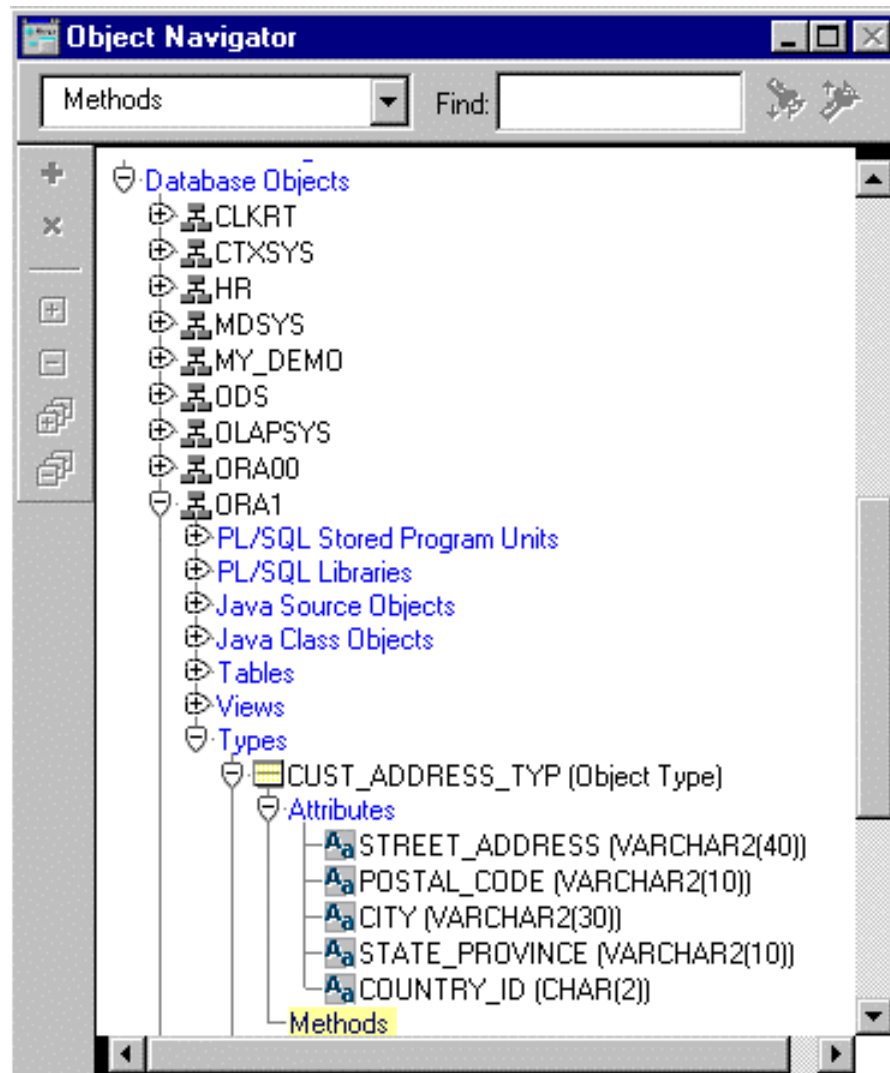 Object Navigator
Methods Find:
Database Objects
CLKRT
CTXSYS
HR
MDSYS
MY_DEMO
ODS
OLAPSYS
ORA00
ORA1
PL/SQL Stored Program Units
PL/SQL Libraries
Java Source Objects
Java Class Objects
Tables
Views
Types
CUST_ADDRESS_TYP (Object Type)
Attributes
STREET_ADDRESS (VARCHAR2(40))
POSTAL_CODE (VARCHAR2(10))
CITY (VARCHAR2(30))
STATE_PROVINCE (VARCHAR2(10))
COUNTRY_ID (CHAR(2))
Methods